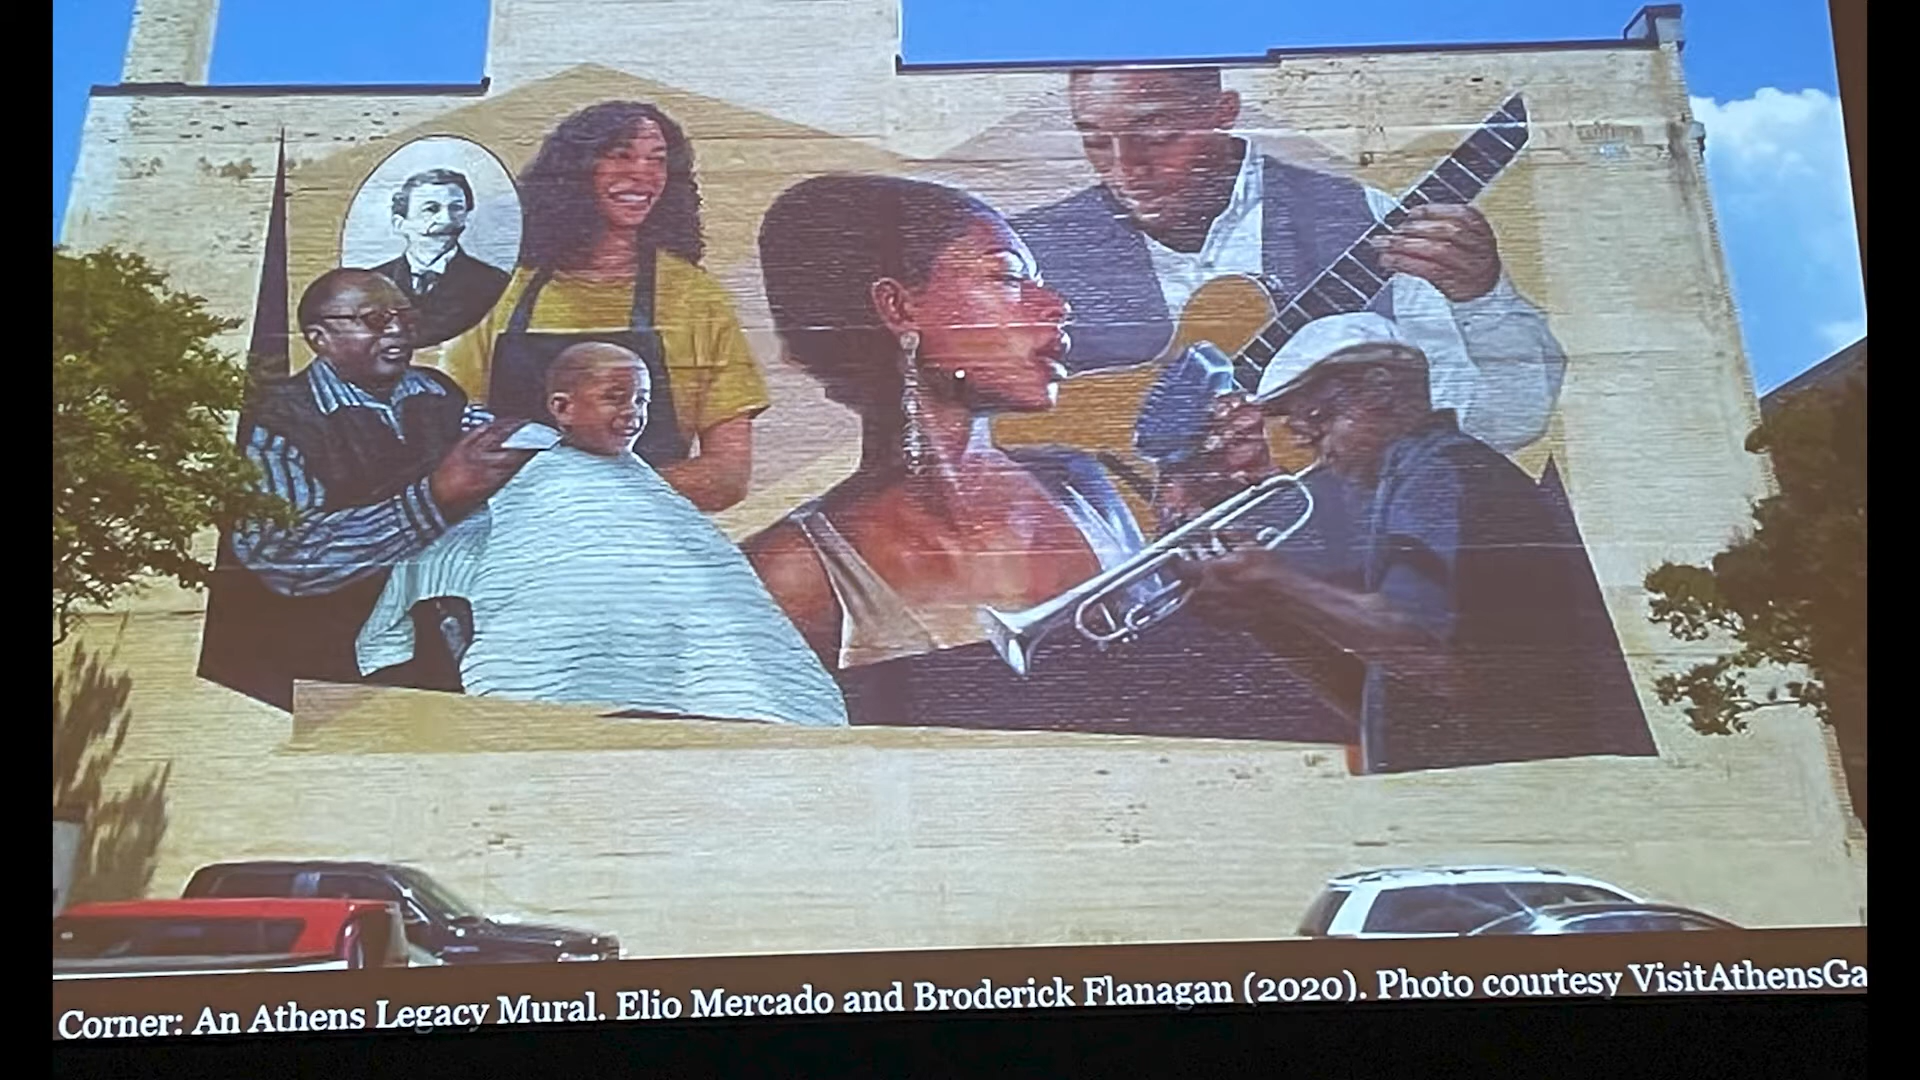 Corner: An Athens Legacy Mural. Elio Mercado and Broderick Flanagan (2020). Photo courtesy VisitAthensGa